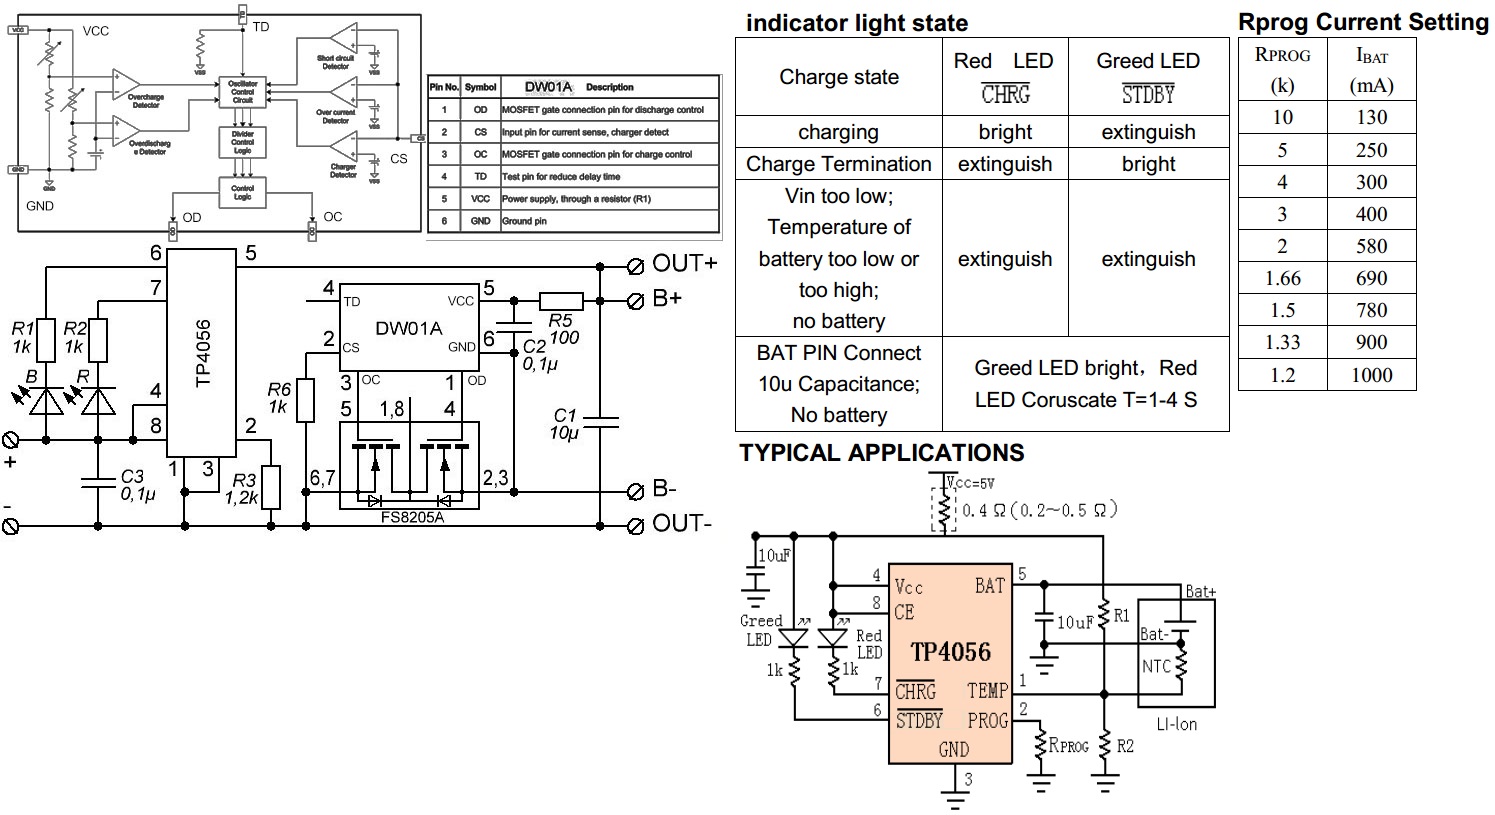 VCC
VCC
TD
TD
VSS
Short circuit
Detector
VSS
Overcharge
Detector
Oscillator
Control
Circuit
Over current
Detector
VSS
Overdischarg
e Detector
Divider
Control
Logic
CS
CS
Charger
Detector
VSS
GND
GND
Control
Logic
OD
OD
OC
OC
Pin No. Symbol DW01A Description
1 OD MOSFET gate connection pin for discharge control
2 CS Input pin for current sense, charger detect
3 OC MOSFET gate connection pin for charge control
4 TD Test pin for reduce delay time
5 VCC Power supply, through a resistor (R1)
6 GND Ground pin
6 5 OUT+
7 4 TD VCC 5 B+
R1 1k R2 1k
TP4056
DW01A
R5 100
2 CS GND 6
C2 0,1µ
B R
3 OC 1 OD
R6 1k
4
5 1,8 4
C1 10µ
8 2
+
1 3
C3 0,1µ
R3 1,2k
6,7 2,3 B-
FS8205A
- OUT-
indicator light state
Charge state Red LED CHRG Greed LED STDBY
charging bright extinguish
Charge Termination extinguish bright
Vin too low;
Temperature of
battery too low or extinguish extinguish
too high;
no battery
BAT PIN Connect
10u Capacitance;
No battery
Greed LED bright, Red
LED Coruscate T=1-4 S
Rprog Current Setting
RPROG IBAT
(k) (mA)
10 130
5 250
4 300
3 400
2 580
1.66 690
1.5 780
1.33 900
1.2 1000
TYPICAL APPLICATIONS
Vcc=5V
0.4 Ω(0.2～0.5 Ω)
10uF
4 Vcc BAT 5
Bat+
8 CE
10uF R1
Greed
LED
Red
LED
TP4056
Bat-
1k 1k
NTC
7 CHRG TEMP 1
6 STDBY PROG 2
GND
RPROG R2
LI-Ion
3